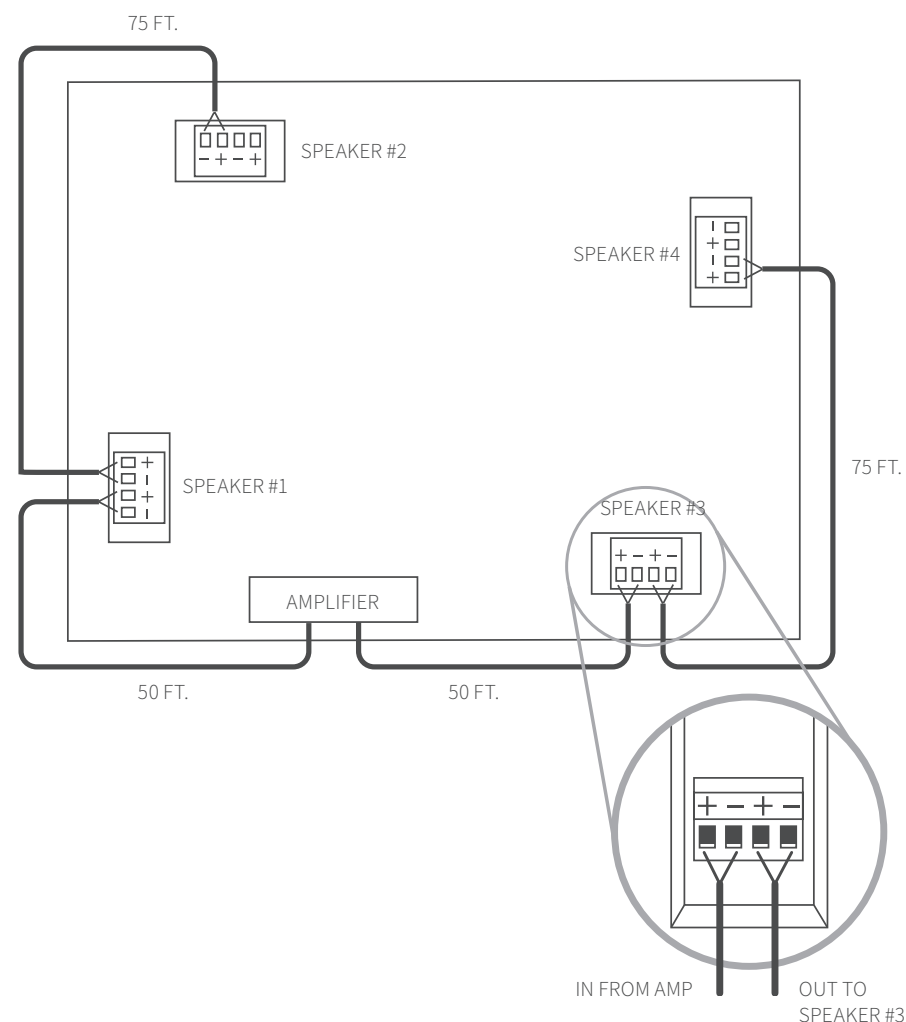 75 FT.
SPEAKER #2
− + − +
SPEAKER #4
− + − +
75 FT.
SPEAKER #1
+ − + −
SPEAKER #3
+ − + −
AMPLIFIER
50 FT.
50 FT.
+ − + −
IN FROM AMP
OUT TO
SPEAKER #3